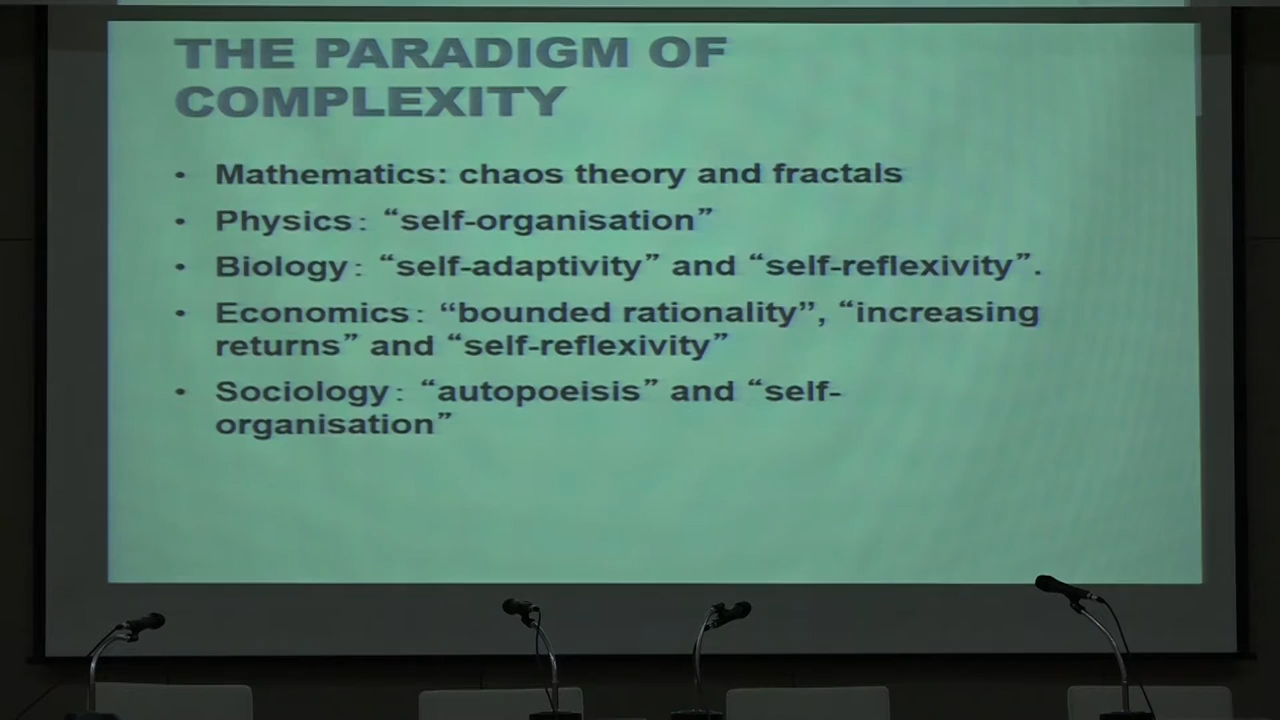 THE PARADIGM OF
COMPLEXITY
• Mathematics: chaos theory and fractals
• Physics: “self-organisation”
• Biology: “self-adaptivity” and “self-reflexivity”.
• Economics: “bounded rationality”, “increasing
returns” and “self-reflexivity”
• Sociology: “autopoeisis” and “self-
organisation”